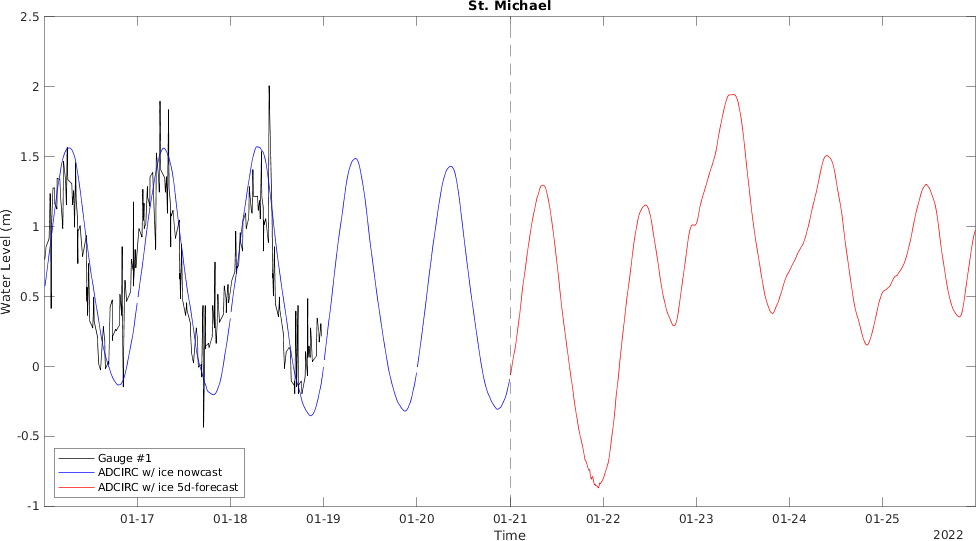 St. Michael
2.5
2
1.5
1
0.5
0
-0.5
-1
Water Level (m)
Gauge #1
ADCIRC w/ ice nowcast
ADCIRC w/ ice 5d-forecast
01-17 01-18 01-19 01-20 01-21 01-22 01-23 01-24 01-25
Time
2022